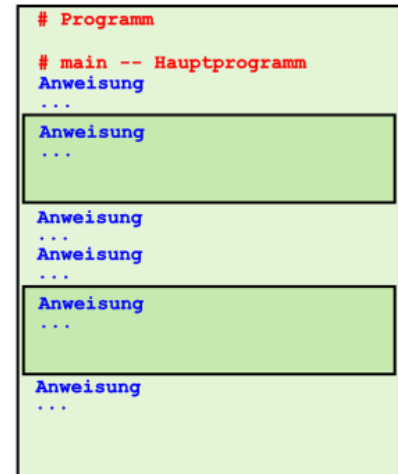 # Programm
# main -- Hauptprogramm
Anweisung
...
Anweisung
...
Anweisung
...
Anweisung
...
Anweisung
...
Anweisung
...